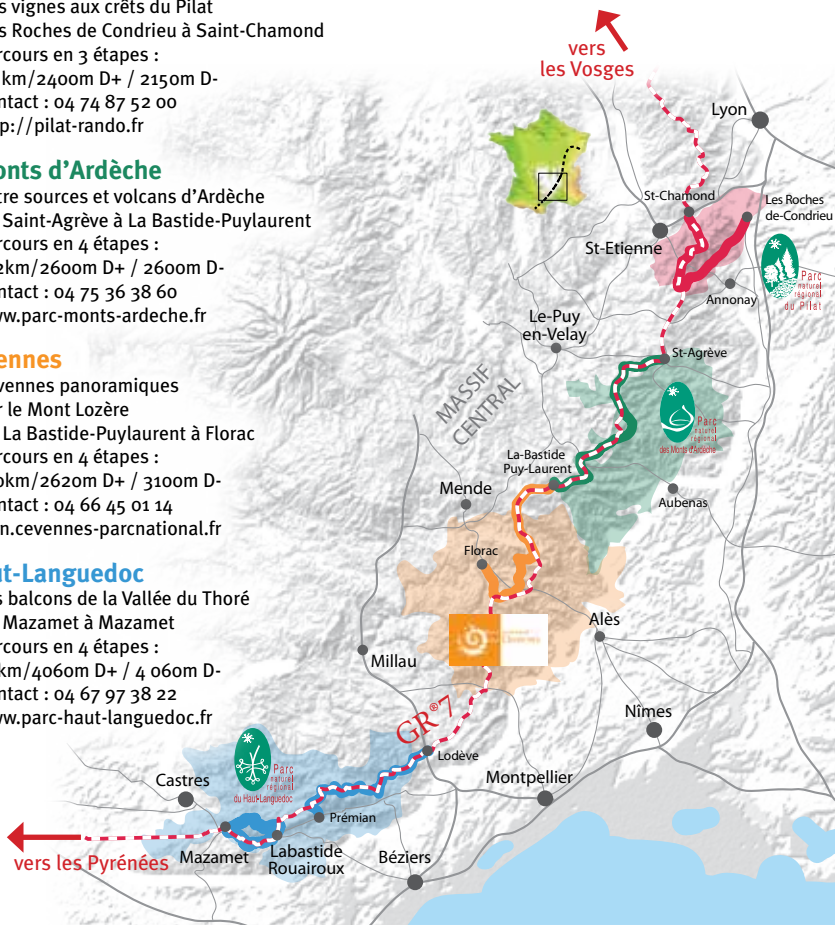 s vignes aux crêts du Pilat
s Roches de Condrieu à Saint-Chamond
rcours en 3 étapes :
km/2400m D+ / 2150m D-
ntact : 04 74 87 52 00
p://pilat-rando.fr
onts d'Ardèche
tre sources et volcans d'Ardèche
Saint-Agrève à La Bastide-Puylaurent
rcours en 4 étapes :
2km/2600m D+ / 2600m D-
ntact : 04 75 36 38 60
w.parc-monts-ardeche.fr
ennes
vennes panoramiques
r le Mont Lozère
La Bastide-Puylaurent à Florac
rcours en 4 étapes :
0km/2620m D+ / 3100m D-
ntact : 04 66 45 01 14
n.cevennes-parcnational.fr
ut-Languedoc
s balcons de la Vallée du Thoré
Mazamet à Mazamet
rcours en 4 étapes :
km/4060m D+ / 4 060m D-
ntact : 04 67 97 38 22
w.parc-haut-languedoc.fr
vers
les Vosges
Lyon
St-Chamond
Les Roches
de-Condrieu
St-Etienne
Parc
naturel
régional
du Pilat
Annonay
Le-Puy
en-Velay
St-Agrève
MASSIF
CENTRAL
Parc
naturel
régional
des Monts d'Ardèche
La-Bastide
Puy-Laurent
Mende
Aubenas
Florac
Alès
Millau
Nîmes
GR®7
Lodève
Montpellier
Parc
naturel
régional
du Haut-Languedoc
Castres
Prémian
vers les Pyrénées
Mazamet
Labastide
Rouairoux
Béziers